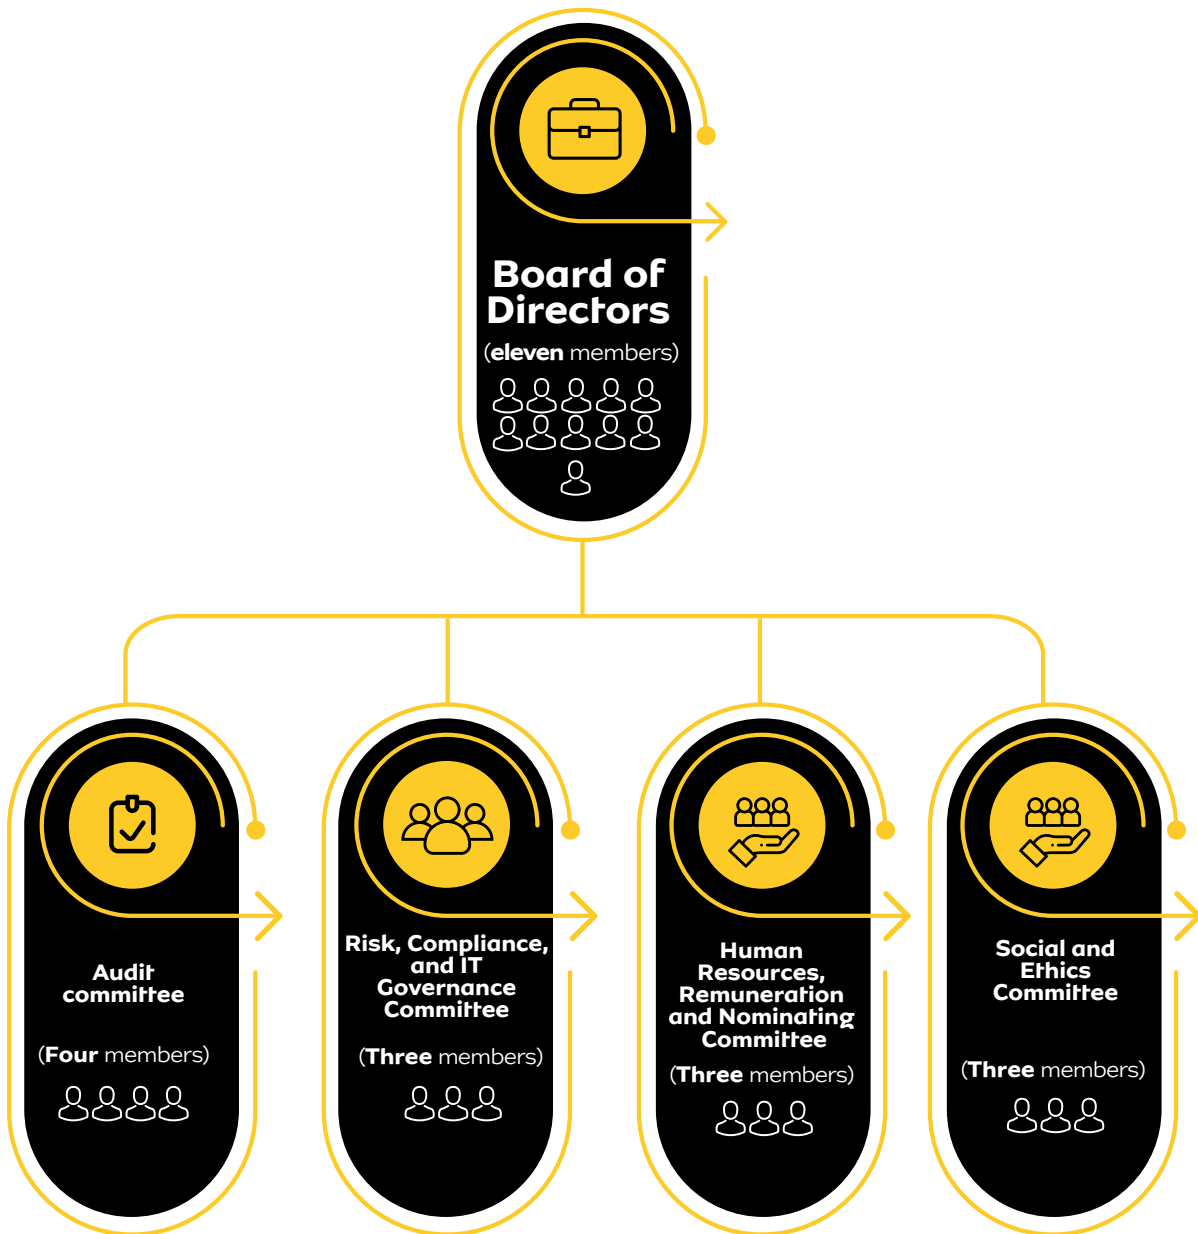 Board of
Directors
(eleven members)
Audit
committee
(Four members)
Risk, Compliance,
and IT
Governance
Committee
(Three members)
Human
Resources,
Remuneration
and Nominating
Committee
(Three members)
Social and
Ethics
Committee
(Three members)